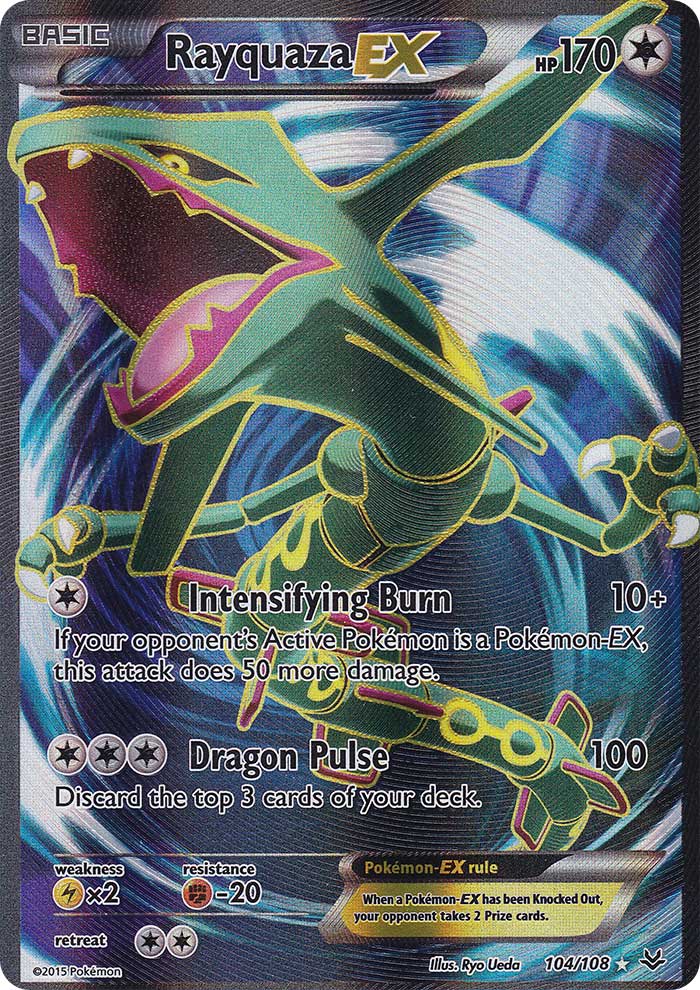 BASIC
Rayquaza EX
HP170
Intensifying Burn 10+
If your opponent's Active Pokémon is a Pokémon-EX,
this attack does 50 more damage.
Dragon Pulse 100
Discard the top 3 cards of your deck.
weakness resistance
×2 -20
retreat
Pokémon-EX rule
When a Pokémon-EX has been Knocked Out,
your opponent takes 2 Prize cards.
©2015 Pokémon
Illus. Ryo Ueda 104/108